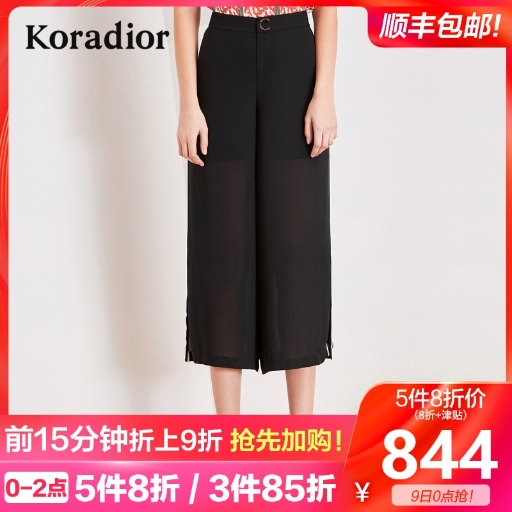 Koradior
顺丰包邮!
5件8折价
(8折+津贴)
¥ 844
9日0点抢!
前15分钟折上9折 抢先加购!
0-2点 5件8折 / 3件85折